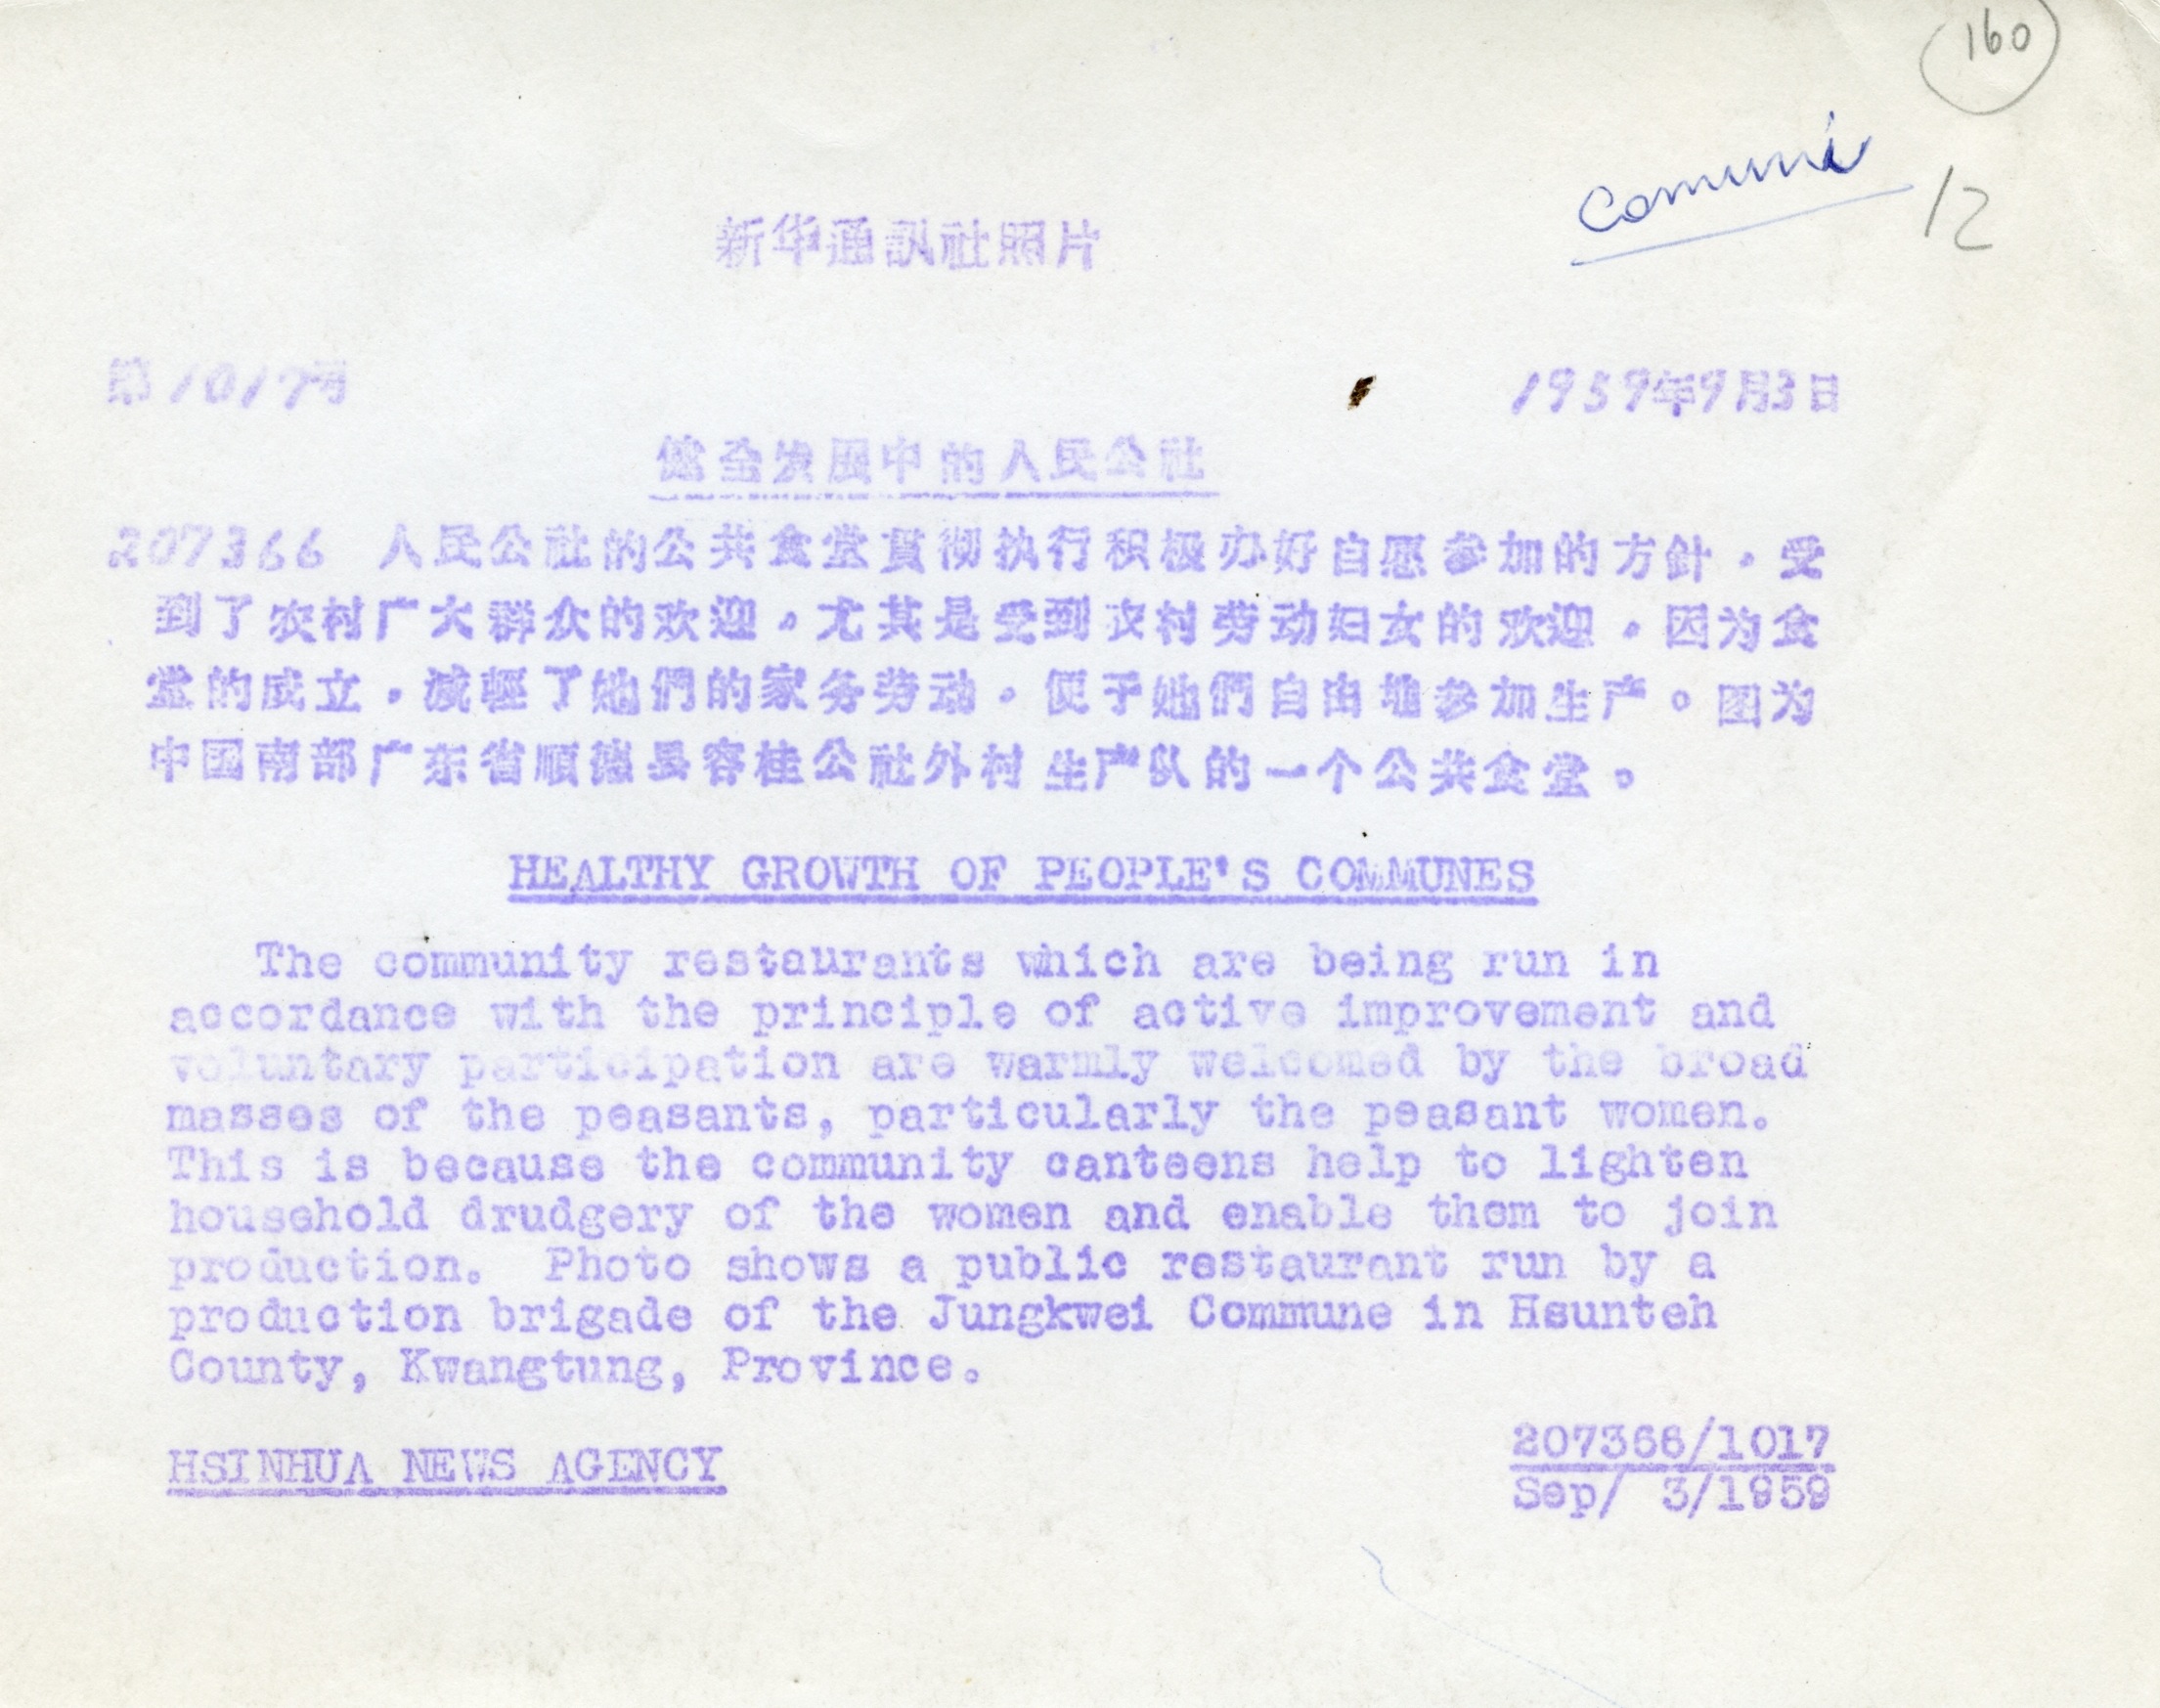 160
Comuni
12
新华通訊社照片
第1017号
1959年9月3日
健全发展中的人民公社
207366 人民公社的公共食堂貫彻执行积极办好自愿参加的方針，受
到了农村广大群众的欢迎，尤其是受到农村劳动妇女的欢迎，因为食
堂的成立，减輕了她們的家务劳动，便于她們自由地参加生产。图为
中国南部广东省順德县容桂公社外村生产队的一个公共食堂。
HEALTHY GROWTH OF PEOPLE'S COMMUNES
The community restaurants which are being run in
accordance with the principle of active improvement and
voluntary participation are warmly welcomed by the broad
masses of the peasants, particularly the peasant women.
This is because the community canteens help to lighten
household drudgery of the women and enable them to join
production. Photo shows a public restaurant run by a
production brigade of the Jungkwei Commune in Hsunteh
County, Kwangtung, Province.
HSINHUA NEWS AGENCY
207366/1017
Sep/ 3/1959